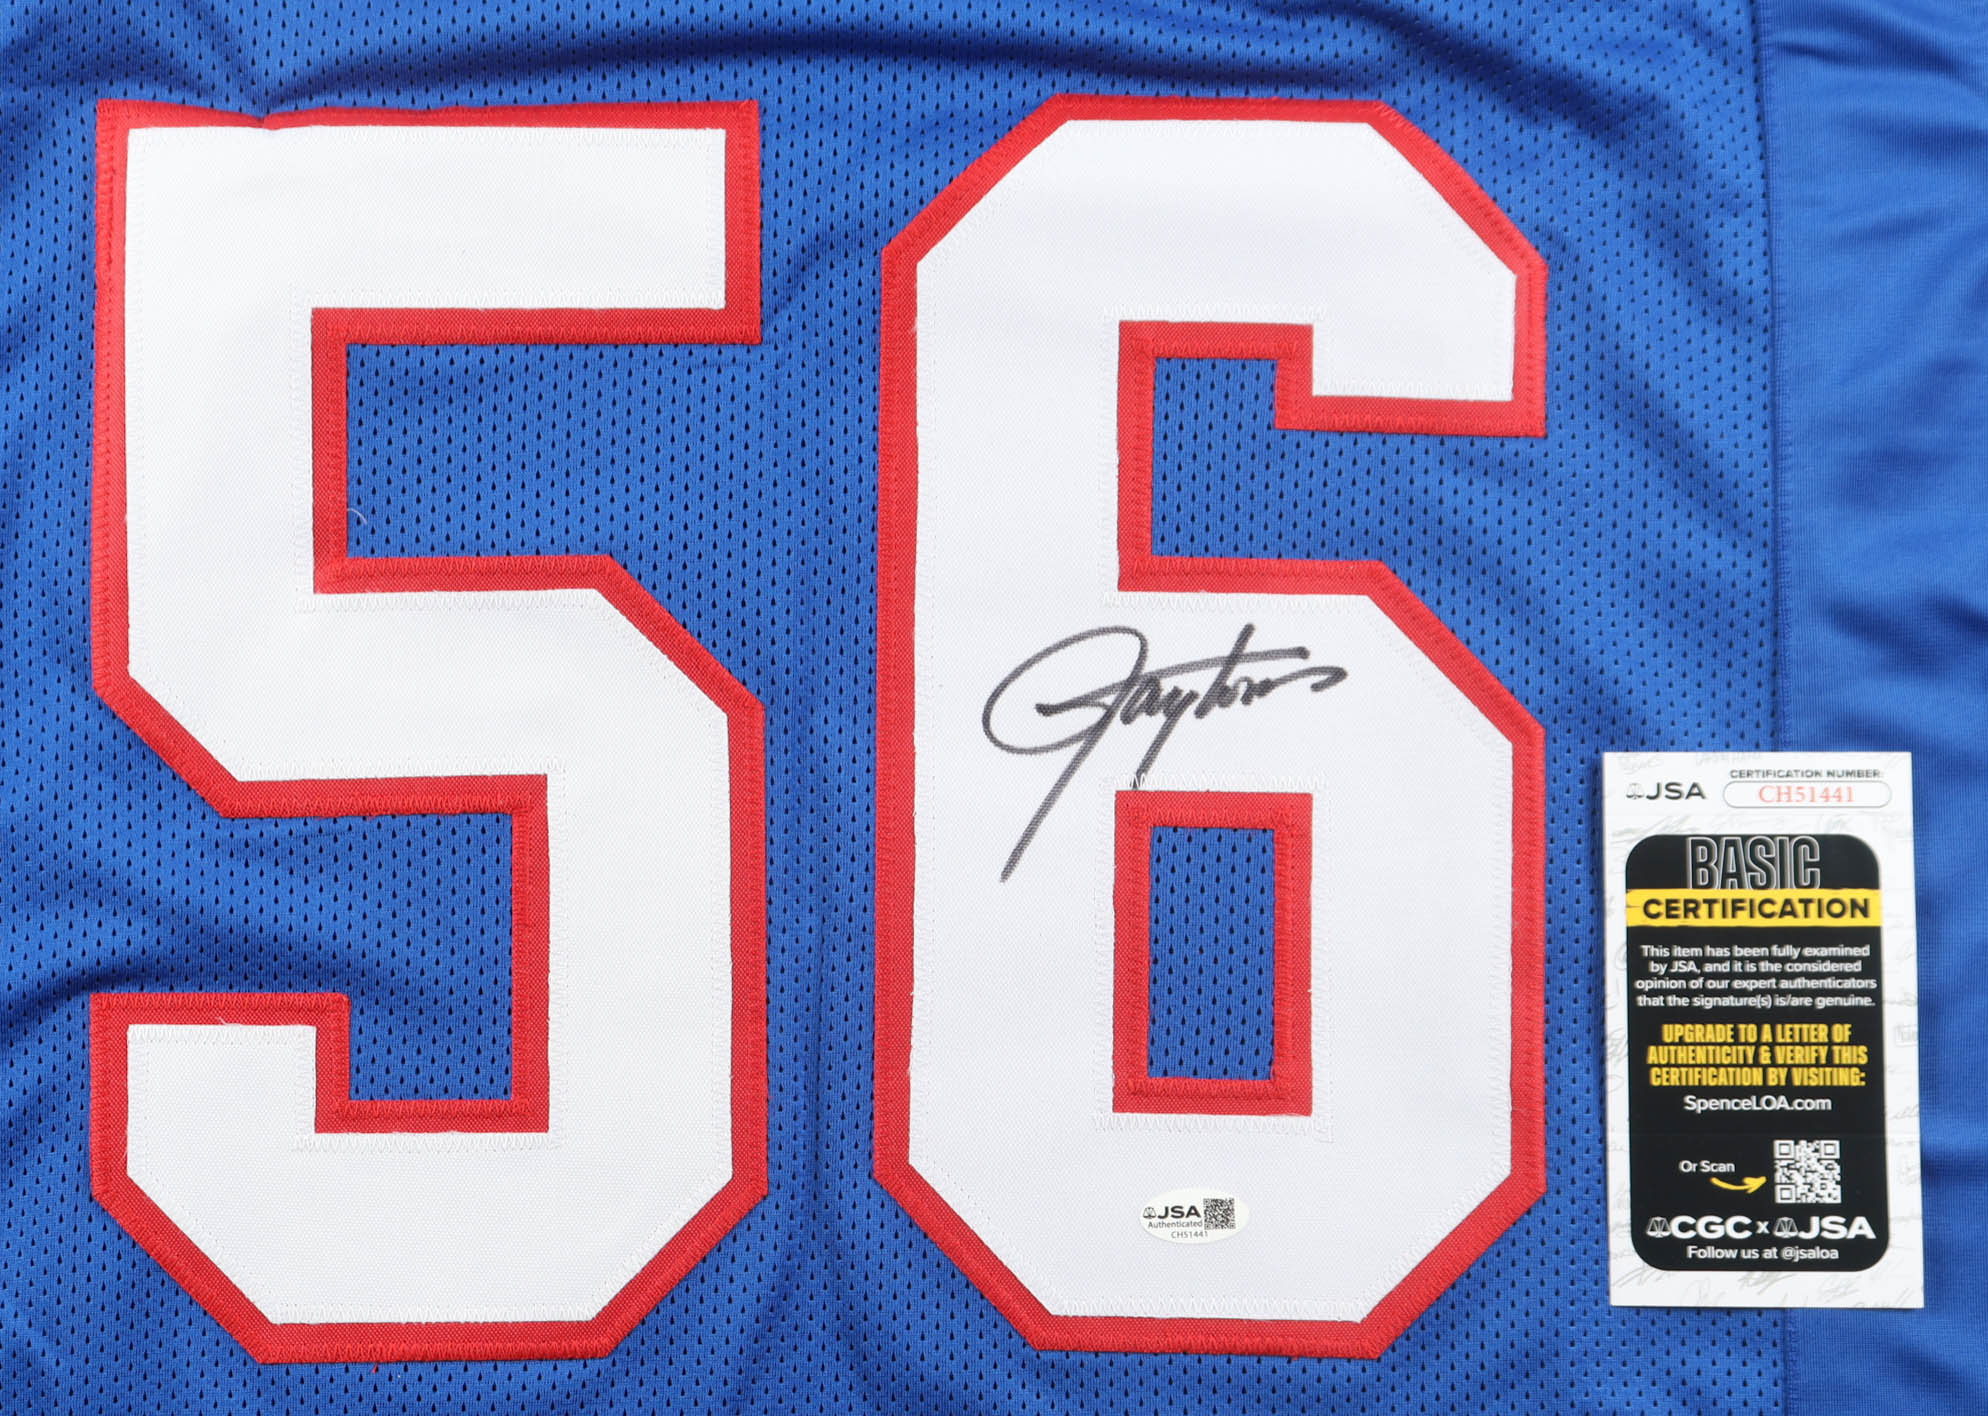 56
JSA
Authenticated
CH51441
JSA
CERTIFICATION NUMBER:
CH51441
BASIC
CERTIFICATION
This item has been fully examined
by JSA, and it is the considered
opinion of our expert authenticators
that the signature(s) is/are genuine.
UPGRADE TO A LETTER OF
AUTHENTICITY & VERIFY THIS
CERTIFICATION BY VISITING:
SpenceLOA.com
Or Scan
CGC x JSA
Follow us at @jsaloa